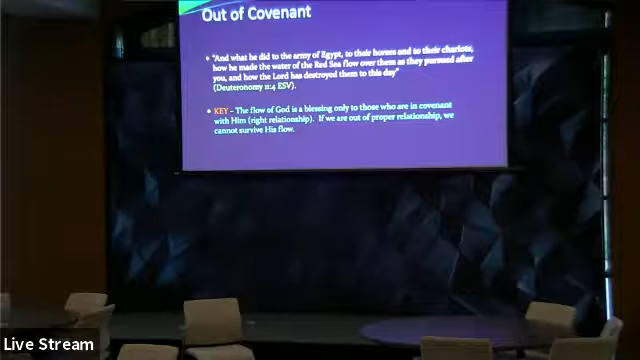 Out of Covenant
• "And what he did to the army of Egypt, to their horses and to their chariots,
how he made the water of the Red Sea flow over them as they pursued after
you, and how the Lord has destroyed them to this day"
(Deuteronomy 11:4 ESV).
• KEY – The flow of God is a blessing only to those who are in covenant
with Him (right relationship). If we are out of proper relationship, we
cannot survive His flow.
Live Stream